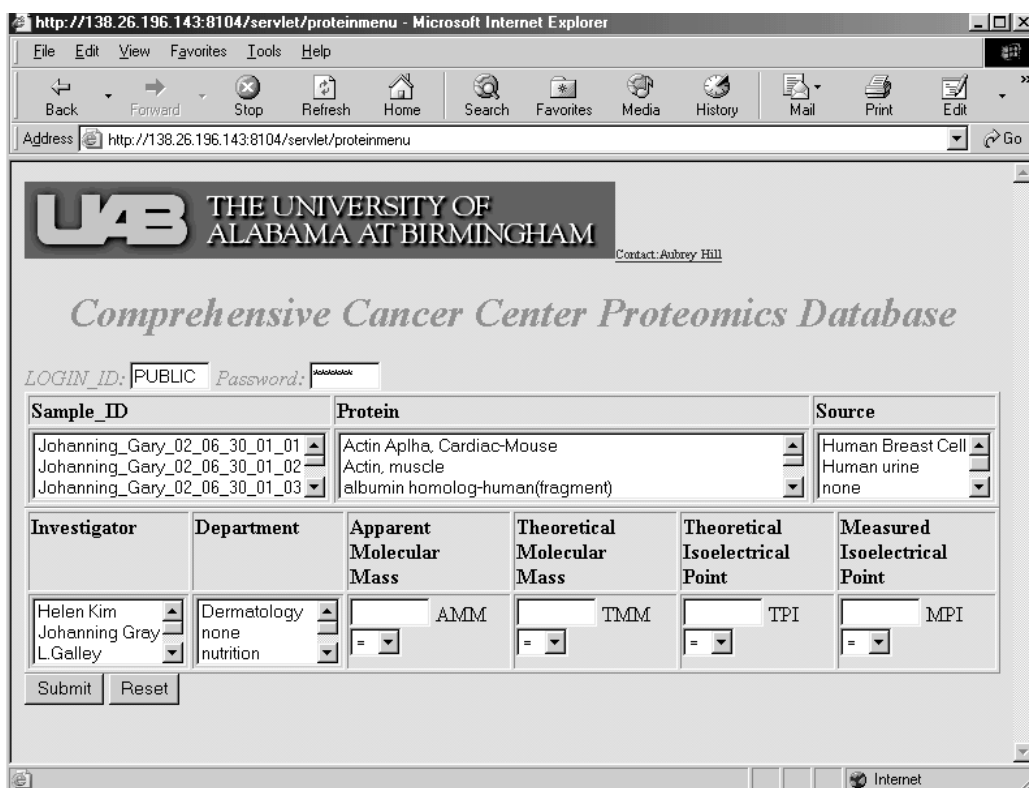 http://138.26.196.143:8104/servlet/proteinmenu - Microsoft Internet Explorer
File Edit View Favorites Tools Help
Back Forward Stop Refresh Home Search Favorites Media History Mail Print Edit »
Address http://138.26.196.143:8104/servlet/proteinmenu Go
UAB THE UNIVERSITY OF
ALABAMA AT BIRMINGHAM
Contact:Aubrey Hill
Comprehensive Cancer Center Proteomics Database
LOGIN_ID: PUBLIC Password: ********
Sample_ID Protein Source
Johanning_Gary_02_06_30_01_01 Actin Aplha, Cardiac-Mouse Human Breast Cell
Johanning_Gary_02_06_30_01_02 Actin, muscle Human urine
Johanning_Gary_02_06_30_01_03 albumin homolog-human(fragment) none
Investigator Department Apparent Theoretical Theoretical Measured
Molecular Molecular Isoelectrical Isoelectrical
Mass Mass Point Point
Helen Kim Dermatology AMM TMM TPI MPI
Johanning Gray none = = = =
L.Galley nutrition
Submit Reset
Internet